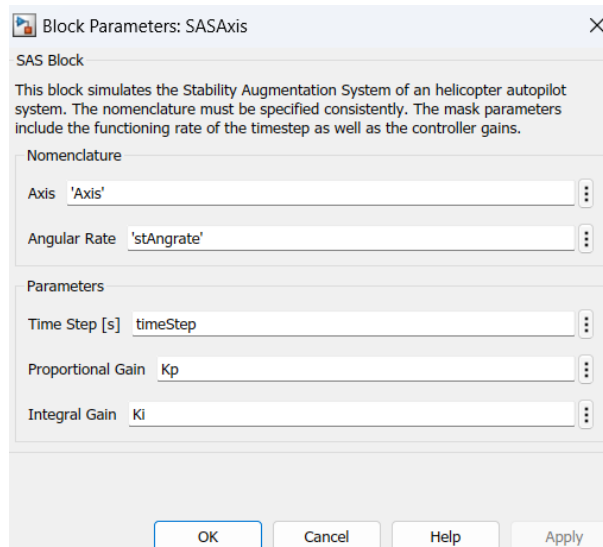 Block Parameters: SASAxis
SAS Block
This block simulates the Stability Augmentation System of an helicopter autopilot
system. The nomenclature must be specified consistently. The mask parameters
include the functioning rate of the timestep as well as the controller gains.
Nomenclature
Axis 'Axis'
Angular Rate 'stAngrate'
Parameters
Time Step [s] timeStep
Proportional Gain Kp
Integral Gain Ki
OK Cancel Help Apply